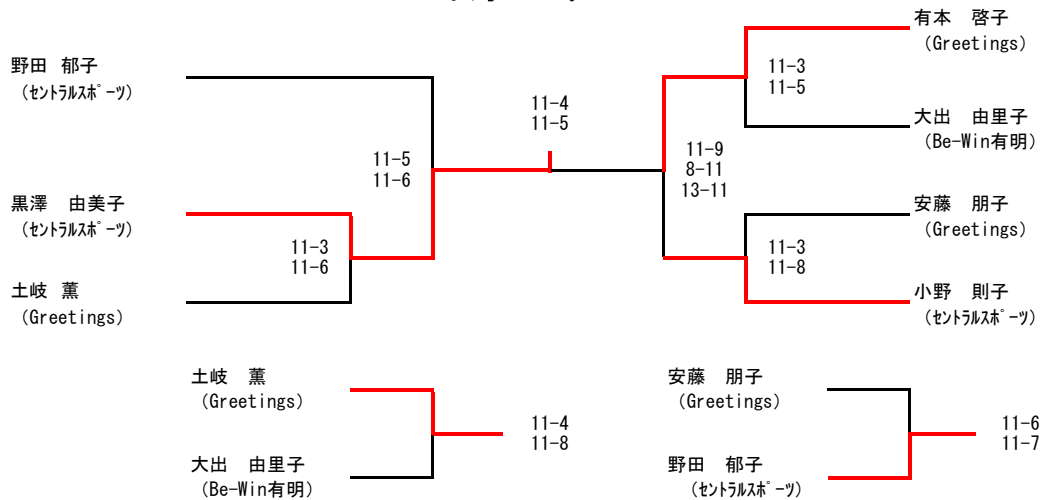 有本　啓子
(Greetings)
野田 郁子
(ｾﾝﾄﾗﾙｽﾎﾟｰﾂ)
11-3
11-5
11-4
11-5
大出　由里子
(Be-Win有明)
11-5
11-6
11-9
8-11
13-11
黒澤　由美子
(ｾﾝﾄﾗﾙｽﾎﾟｰﾂ)
安藤　朋子
(Greetings)
11-3
11-6
11-3
11-8
土岐 薫
(Greetings)
小野　則子
(ｾﾝﾄﾗﾙｽﾎﾟｰﾂ)
土岐　薫
(Greetings)
11-4
11-8
大出　由里子
(Be-Win有明)
安藤　朋子
(Greetings)
11-6
11-7
野田　郁子
(ｾﾝﾄﾗﾙｽﾎﾟｰﾂ)